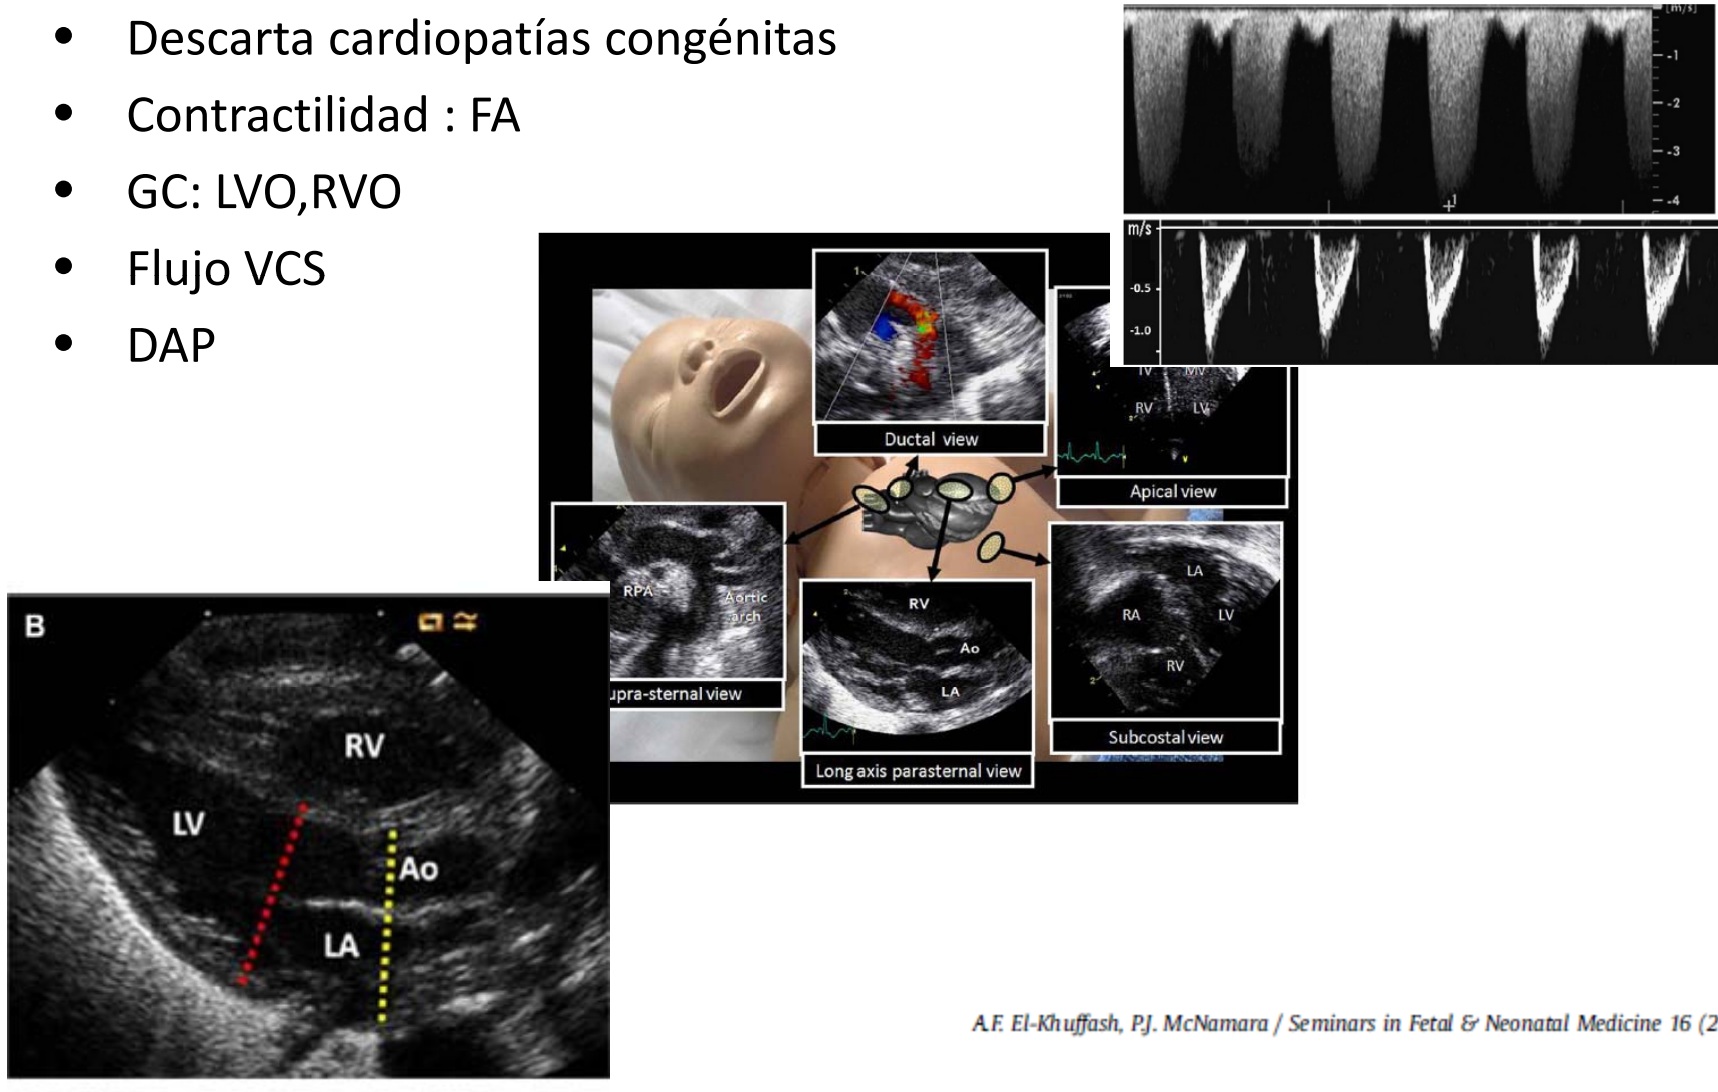 • Descarta cardiopatías congénitas
• Contractilidad : FA
• GC: LVO,RVO
• Flujo VCS
• DAP
[m/s]
-1
-2
-3
-4
1
m/s
-0.5
-1.0
1
Ductal view
TV MV
RV LV
Apical view
RPA
Aortic
arch
upra-sternal view
RV
Ao
LA
Long axis parasternal view
LA
RA
LV
RV
2
Subcostal view
B
RV
LV
Ao
LA
A.F. El-Khuffash, P.J. McNamara / Seminars in Fetal & Neonatal Medicine 16 (2